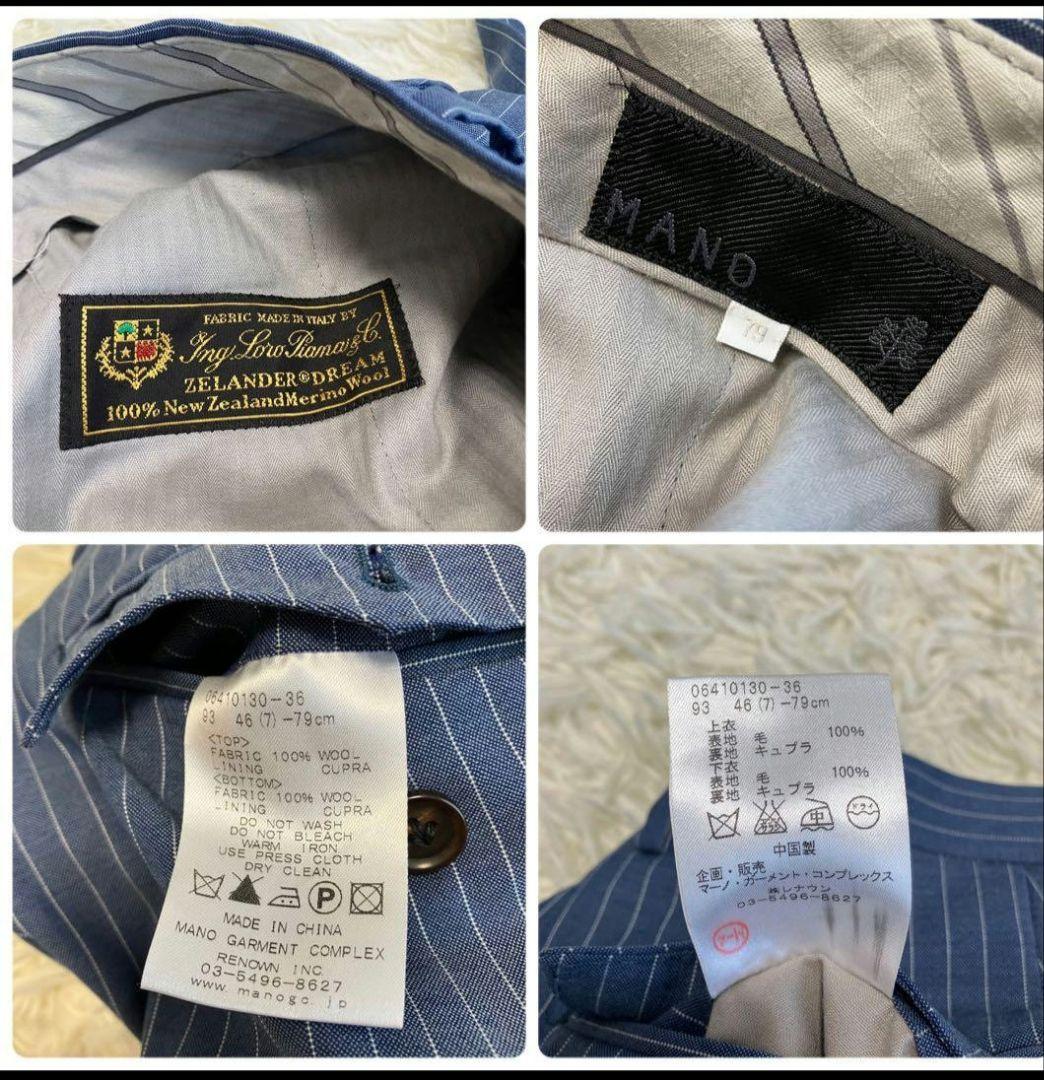 FABRIC MADE IN ITALY BY
Ing. Loro Piana & C.
ZELANDER®DREAM
100% New Zealand Merino Wool
MANO
79
06410130-36
93 46(7)-79cm
<TOP>
FABRIC 100% WOOL
LINING CUPRA
<BOTTOM>
FABRIC 100% WOOL
LINING CUPRA
DO NOT WASH
DO NOT BLEACH
WARM IRON
USE PRESS CLOTH
DRY CLEAN
P
MADE IN CHINA
MANO GARMENT COMPLEX
RENOWN INC.
03-5496-8627
www.manogc.jp
06410130-36
93 46(7)-79cm
上衣
表地 毛 100%
裏地 キュプラ
下衣
表地 毛 100%
裏地 キュプラ
中 ドライ
中国製
企画・販売
マーノ・ガーメント・コンプレックス
㈱レナウン
03-5496-8627